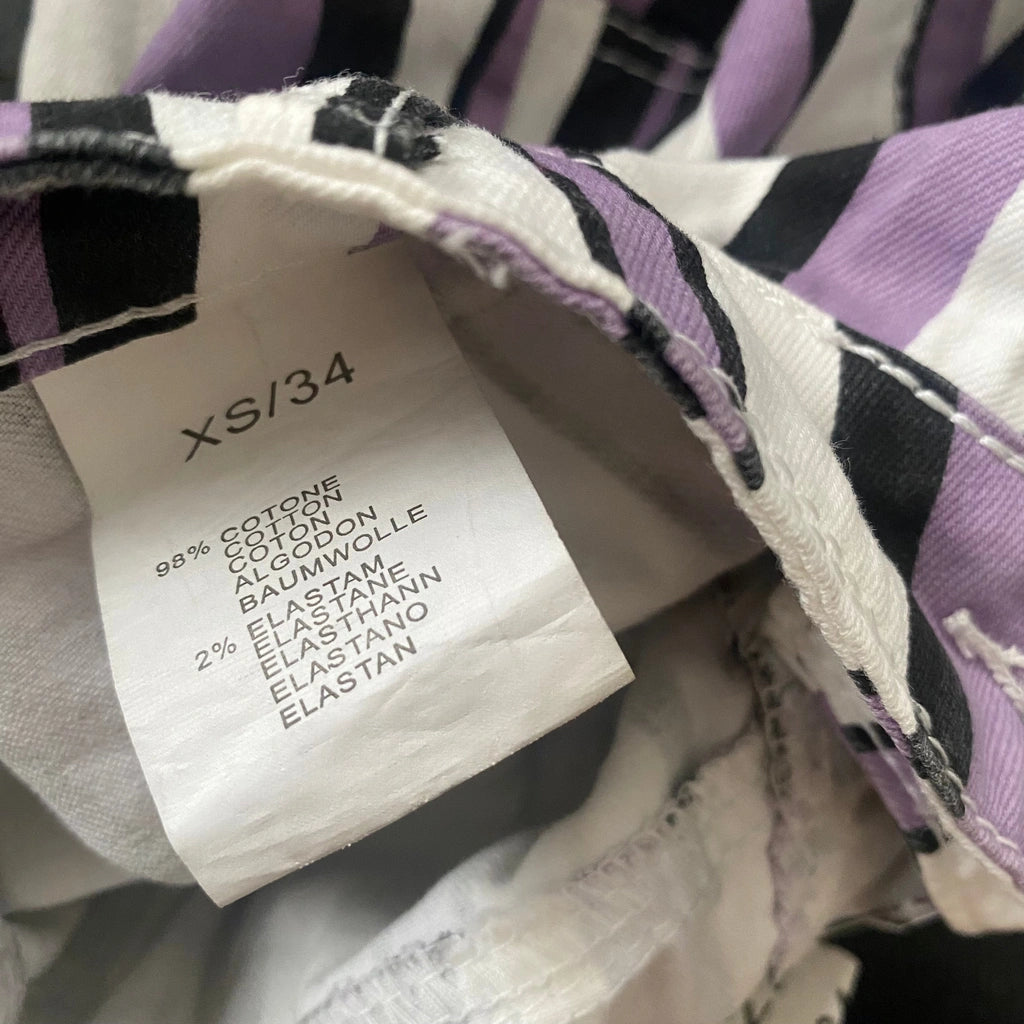 XS/34
98% COTONE
COTTON
COTON
ALGODON
BAUMWOLLE
2% ELASTAM
ELASTANE
ELASTHANN
ELASTANO
ELASTAN